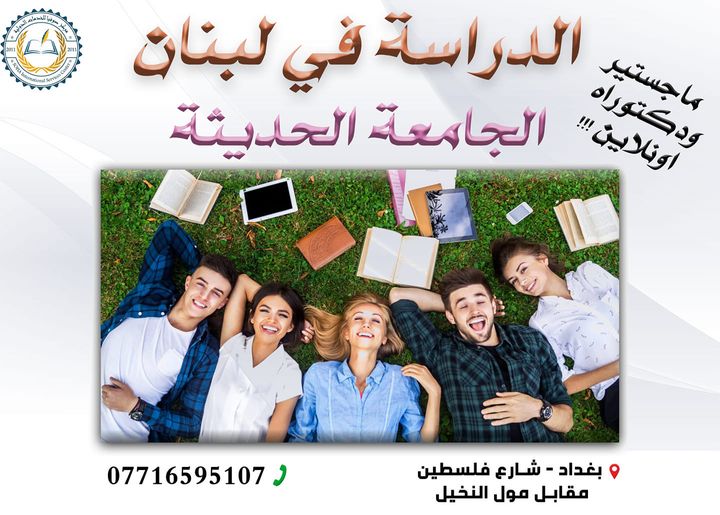 الدراسة في لبنان
الجامعة الحديثة
ماجستير
ودكتوراه
اونلاين !!!
بغداد - شارع فلسطين
مقابل مول النخيل
07716595107